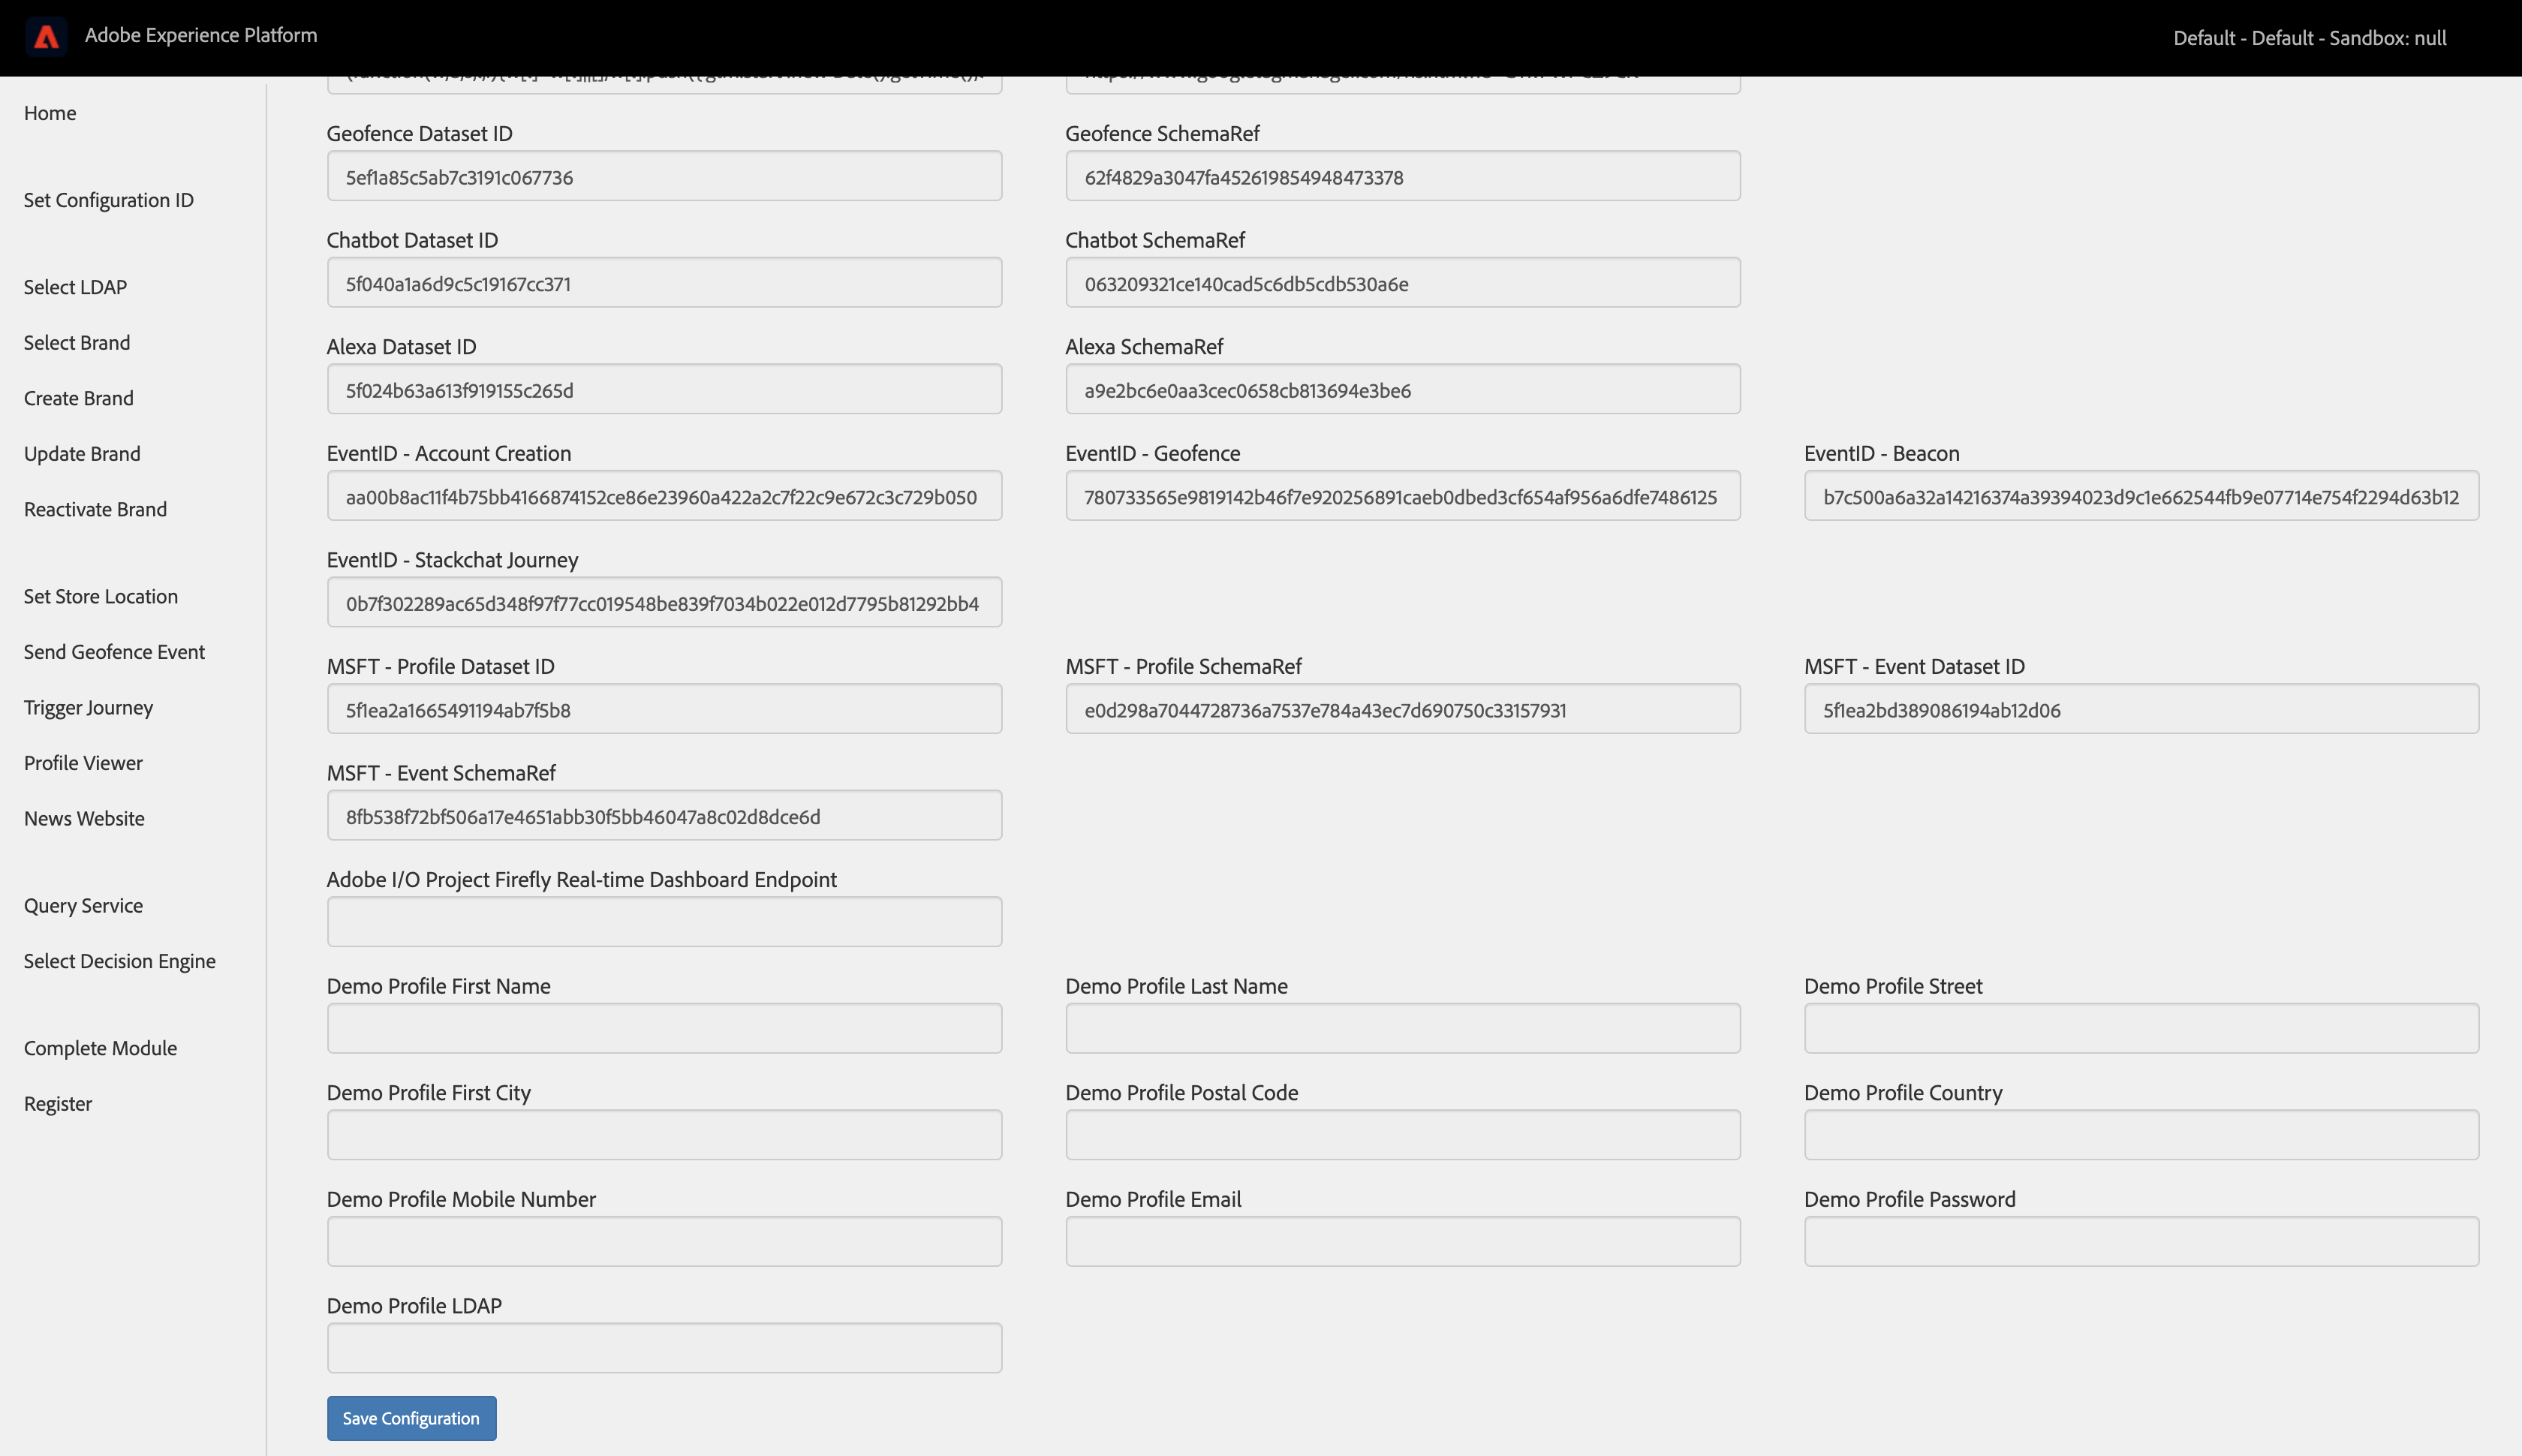 Adobe Experience Platform
Default - Default - Sandbox: null
Home
Set Configuration ID
Select LDAP
Select Brand
Create Brand
Update Brand
Reactivate Brand
Set Store Location
Send Geofence Event
Trigger Journey
Profile Viewer
News Website
Query Service
Select Decision Engine
Complete Module
Register
Geofence Dataset ID
5ef1a85c5ab7c3191c067736
Geofence SchemaRef
62f4829a3047fa452619854948473378
Chatbot Dataset ID
5f040a1a6d9c5c19167cc371
Chatbot SchemaRef
063209321ce140cad5c6db5cdb530a6e
Alexa Dataset ID
5f024b63a613f919155c265d
Alexa SchemaRef
a9e2bc6e0aa3cec0658cb813694e3be6
EventID - Account Creation
aa00b8ac11f4b75bb4166874152ce86e23960a422a2c7f22c9e672c3c729b050
EventID - Geofence
780733565e9819142b46f7e920256891caeb0dbed3cf654af956a6dfe7486125
EventID - Beacon
b7c500a6a32a14216374a39394023d9c1e662544fb9e07714e754f2294d63b12
EventID - Stackchat Journey
0b7f302289ac65d348f97f77cc019548be839f7034b022e012d7795b81292bb4
MSFT - Profile Dataset ID
5f1ea2a1665491194ab7f5b8
MSFT - Profile SchemaRef
e0d298a7044728736a7537e784a43ec7d690750c33157931
MSFT - Event Dataset ID
5f1ea2bd389086194ab12d06
MSFT - Event SchemaRef
8fb538f72bf506a17e4651abb30f5bb46047a8c02d8dce6d
Adobe I/O Project Firefly Real-time Dashboard Endpoint
Demo Profile First Name
Demo Profile Last Name
Demo Profile Street
Demo Profile First City
Demo Profile Postal Code
Demo Profile Country
Demo Profile Mobile Number
Demo Profile Email
Demo Profile Password
Demo Profile LDAP
Save Configuration